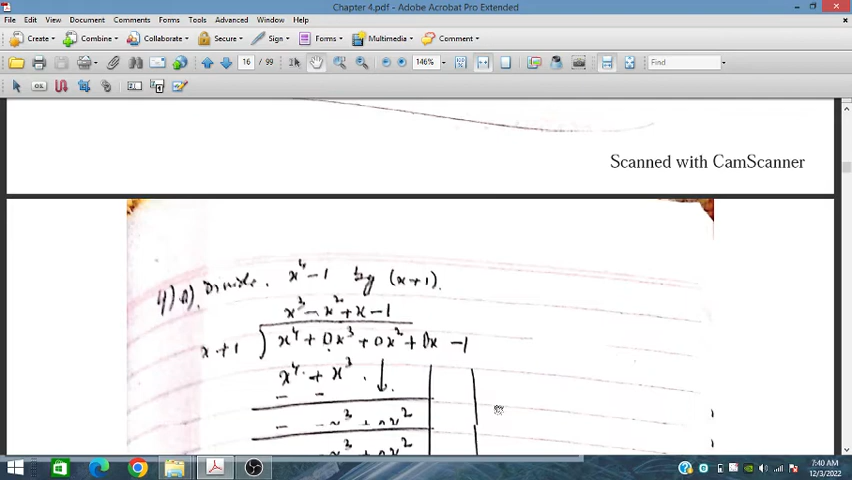 Chapter 4.pdf - Adobe Acrobat Pro Extended
File Edit View Document Comments Forms Tools Advanced Window Help
Create Combine Collaborate Secure Sign Forms Multimedia Comment
16 / 99 146% Find
Scanned with CamScanner
4) A). Divide. x⁴-1 by (x+1).
x³ - x² + x - 1
x+1 ) x⁴ + 0x³ + 0x² + 0x - 1
x⁴ + x³ . ↓
- -
- x³ + 0x²
- x³ + 0x²
7:40 AM
12/3/2022